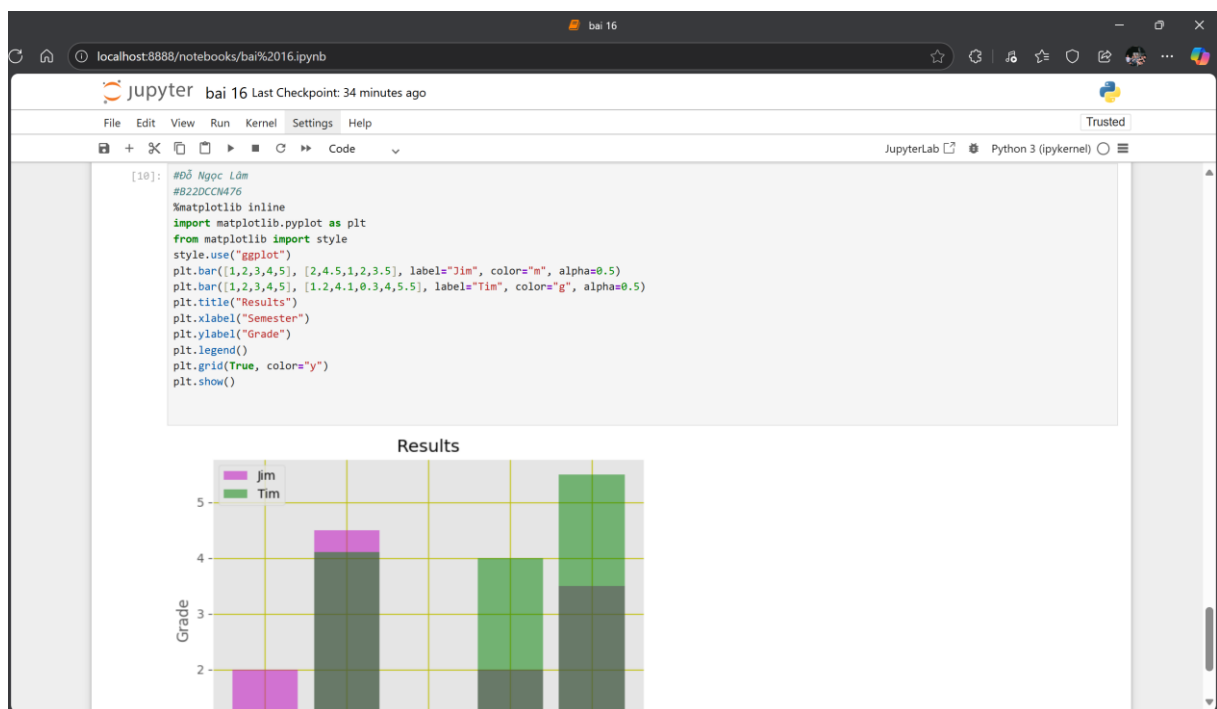 bai 16
localhost:8888/notebooks/bai%2016.ipynb
jupyter bai 16 Last Checkpoint: 34 minutes ago
File Edit View Run Kernel Settings Help Trusted
Code JupyterLab Python 3 (ipykernel)
[10]: #Đỗ Ngọc Lâm
#B22DCCN476
%matplotlib inline
import matplotlib.pyplot as plt
from matplotlib import style
style.use("ggplot")
plt.bar([1,2,3,4,5], [2,4.5,1,2,3.5], label="Jim", color="m", alpha=0.5)
plt.bar([1,2,3,4,5], [1.2,4.1,0.3,4,5.5], label="Tim", color="g", alpha=0.5)
plt.title("Results")
plt.xlabel("Semester")
plt.ylabel("Grade")
plt.legend()
plt.grid(True, color="y")
plt.show()
Results
Jim
Tim
5
4
3
2
Grade